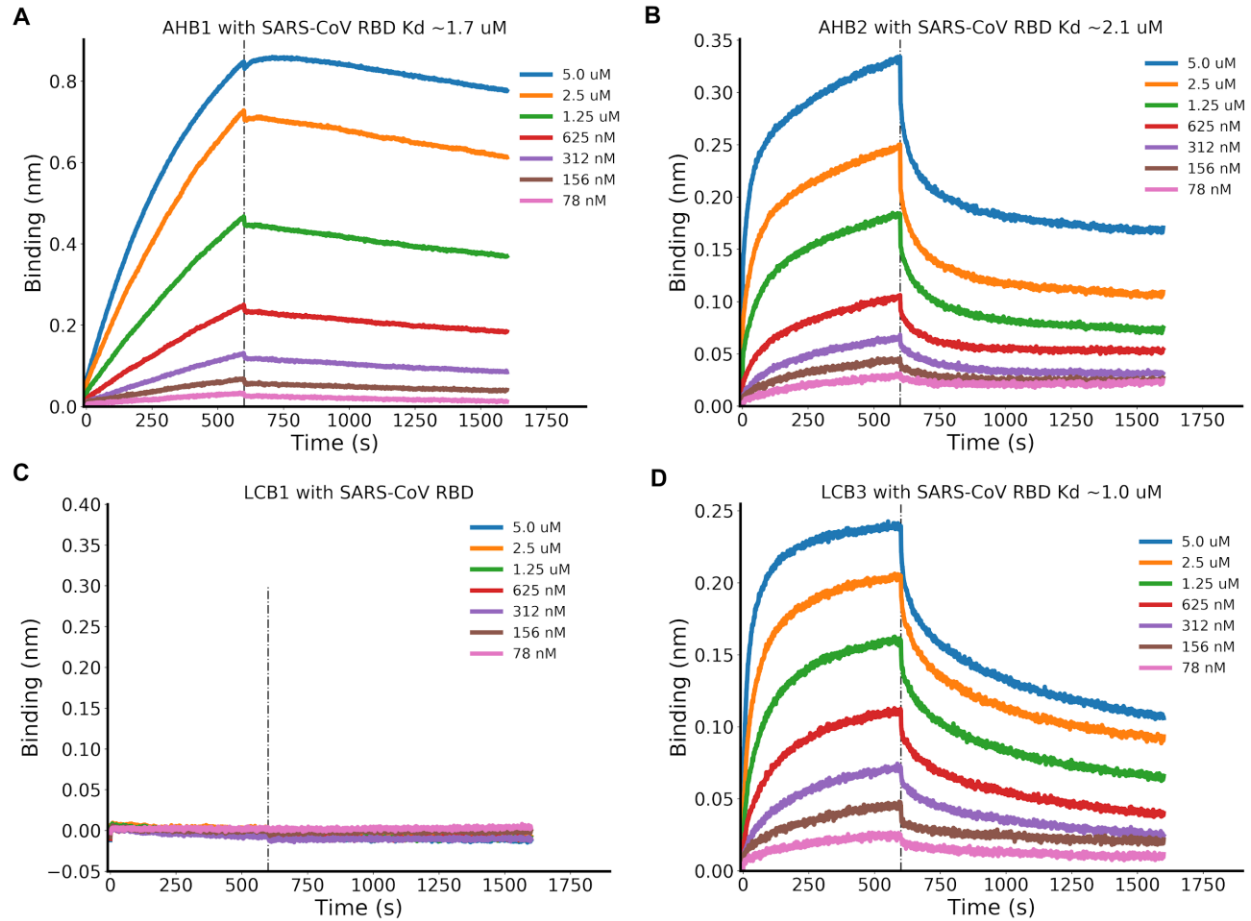 A
AHB1 with SARS-CoV RBD Kd ~1.7 uM
Binding (nm)
0.8
0.6
0.4
0.2
0.0
5.0 uM
2.5 uM
1.25 uM
625 nM
312 nM
156 nM
78 nM
0 250 500 750 1000 1250 1500 1750
Time (s)
B
AHB2 with SARS-CoV RBD Kd ~2.1 uM
Binding (nm)
0.35
0.30
0.25
0.20
0.15
0.10
0.05
0.00
5.0 uM
2.5 uM
1.25 uM
625 nM
312 nM
156 nM
78 nM
0 250 500 750 1000 1250 1500 1750
Time (s)
C
LCB1 with SARS-CoV RBD
Binding (nm)
0.40
0.35
0.30
0.25
0.20
0.15
0.10
0.05
0.00
−0.05
5.0 uM
2.5 uM
1.25 uM
625 nM
312 nM
156 nM
78 nM
0 250 500 750 1000 1250 1500 1750
Time (s)
D
LCB3 with SARS-CoV RBD Kd ~1.0 uM
Binding (nm)
0.25
0.20
0.15
0.10
0.05
0.00
5.0 uM
2.5 uM
1.25 uM
625 nM
312 nM
156 nM
78 nM
0 250 500 750 1000 1250 1500 1750
Time (s)